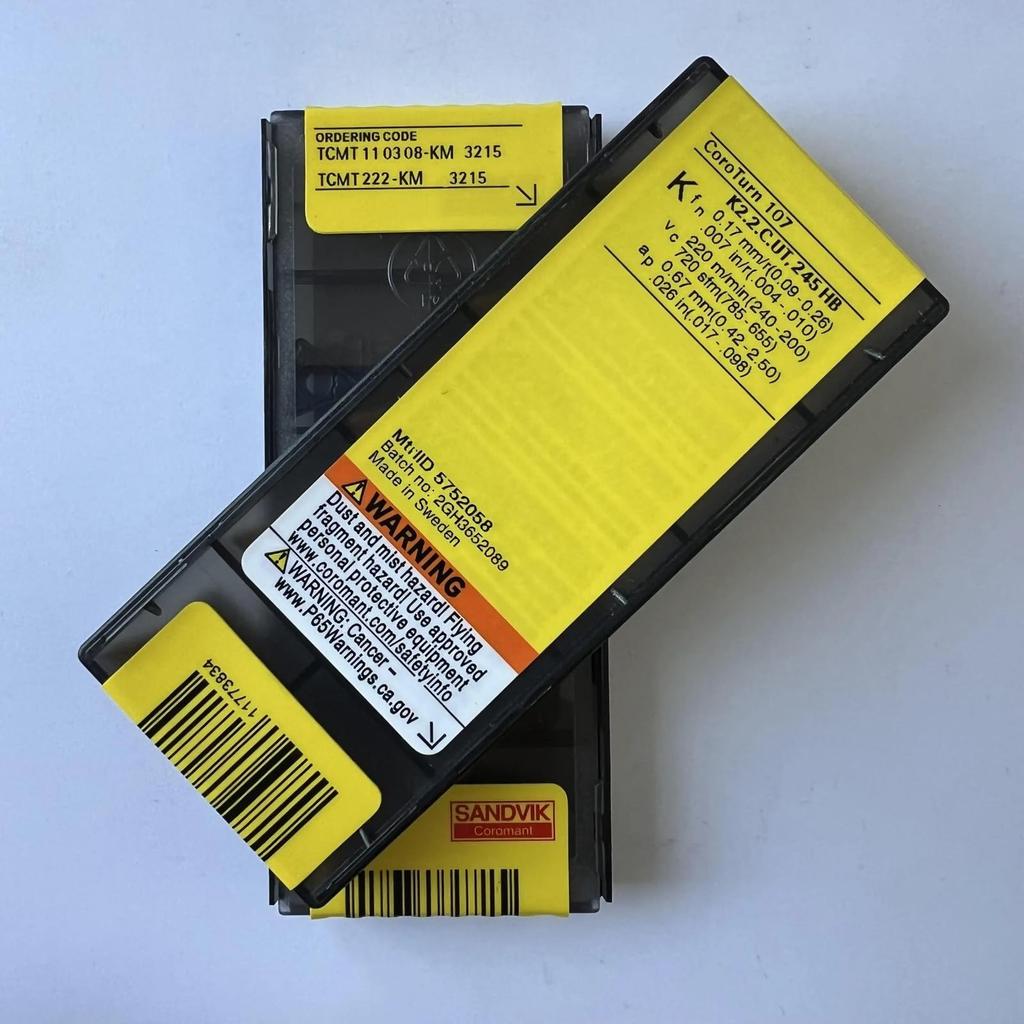 ORDERING CODE
TCMT 11 03 08-KM 3215
TCMT 222-KM 3215
CoroTurn 107
K2.2.C.UT, 245 HB
K fn 0.17 mm/r(0.09-0.26)
.007 in/r(.004-.010)
vc 220 m/min(240-200)
720 sfm(785-655)
ap 0.67 mm(0.42-2.50)
.026 in(.017-.098)
Mtl:ID 5752058
Batch no: 2GH3652089
Made in Sweden
WARNING
Dust and mist hazard! Flying
fragment hazard! Use approved
personal protective equipment
www.coromant.com/safetyinfo
WARNING: Cancer –
www.P65Warnings.ca.gov
11773634
SANDVIK
Coromant